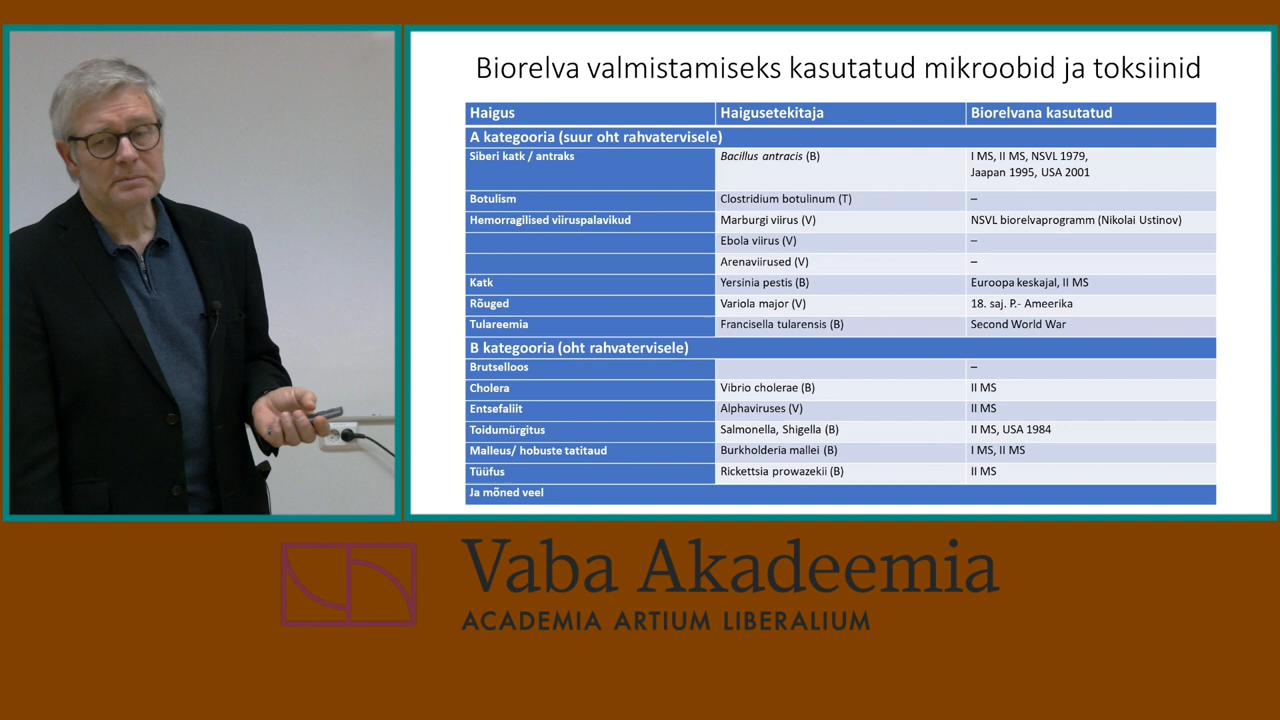 Biorelva valmistamiseks kasutatud mikroobid ja toksiinid
Haigus Haigusetekitaja Biorelvana kasutatud
A kategooria (suur oht rahvatervisele)
Siberi katk / antraks Bacillus antracis (B) I MS, II MS, NSVL 1979,
Jaapan 1995, USA 2001
Botulism Clostridium botulinum (T) –
Hemorragilised viiruspalavikud Marburgi viirus (V) NSVL biorelvaprogramm (Nikolai Ustinov)
Ebola viirus (V) –
Arenaviirused (V) –
Katk Yersinia pestis (B) Euroopa keskajal, II MS
Rõuged Variola major (V) 18. saj. P.- Ameerika
Tulareemia Francisella tularensis (B) Second World War
B kategooria (oht rahvatervisele)
Brutselloos –
Cholera Vibrio cholerae (B) II MS
Entsefaliit Alphaviruses (V) II MS
Toidumürgitus Salmonella, Shigella (B) II MS, USA 1984
Malleus/ hobuste tatitaud Burkholderia mallei (B) I MS, II MS
Tüüfus Rickettsia prowazekii (B) II MS
Ja mõned veel
Vaba Akadeemia
ACADEMIA ARTIUM LIBERALIUM